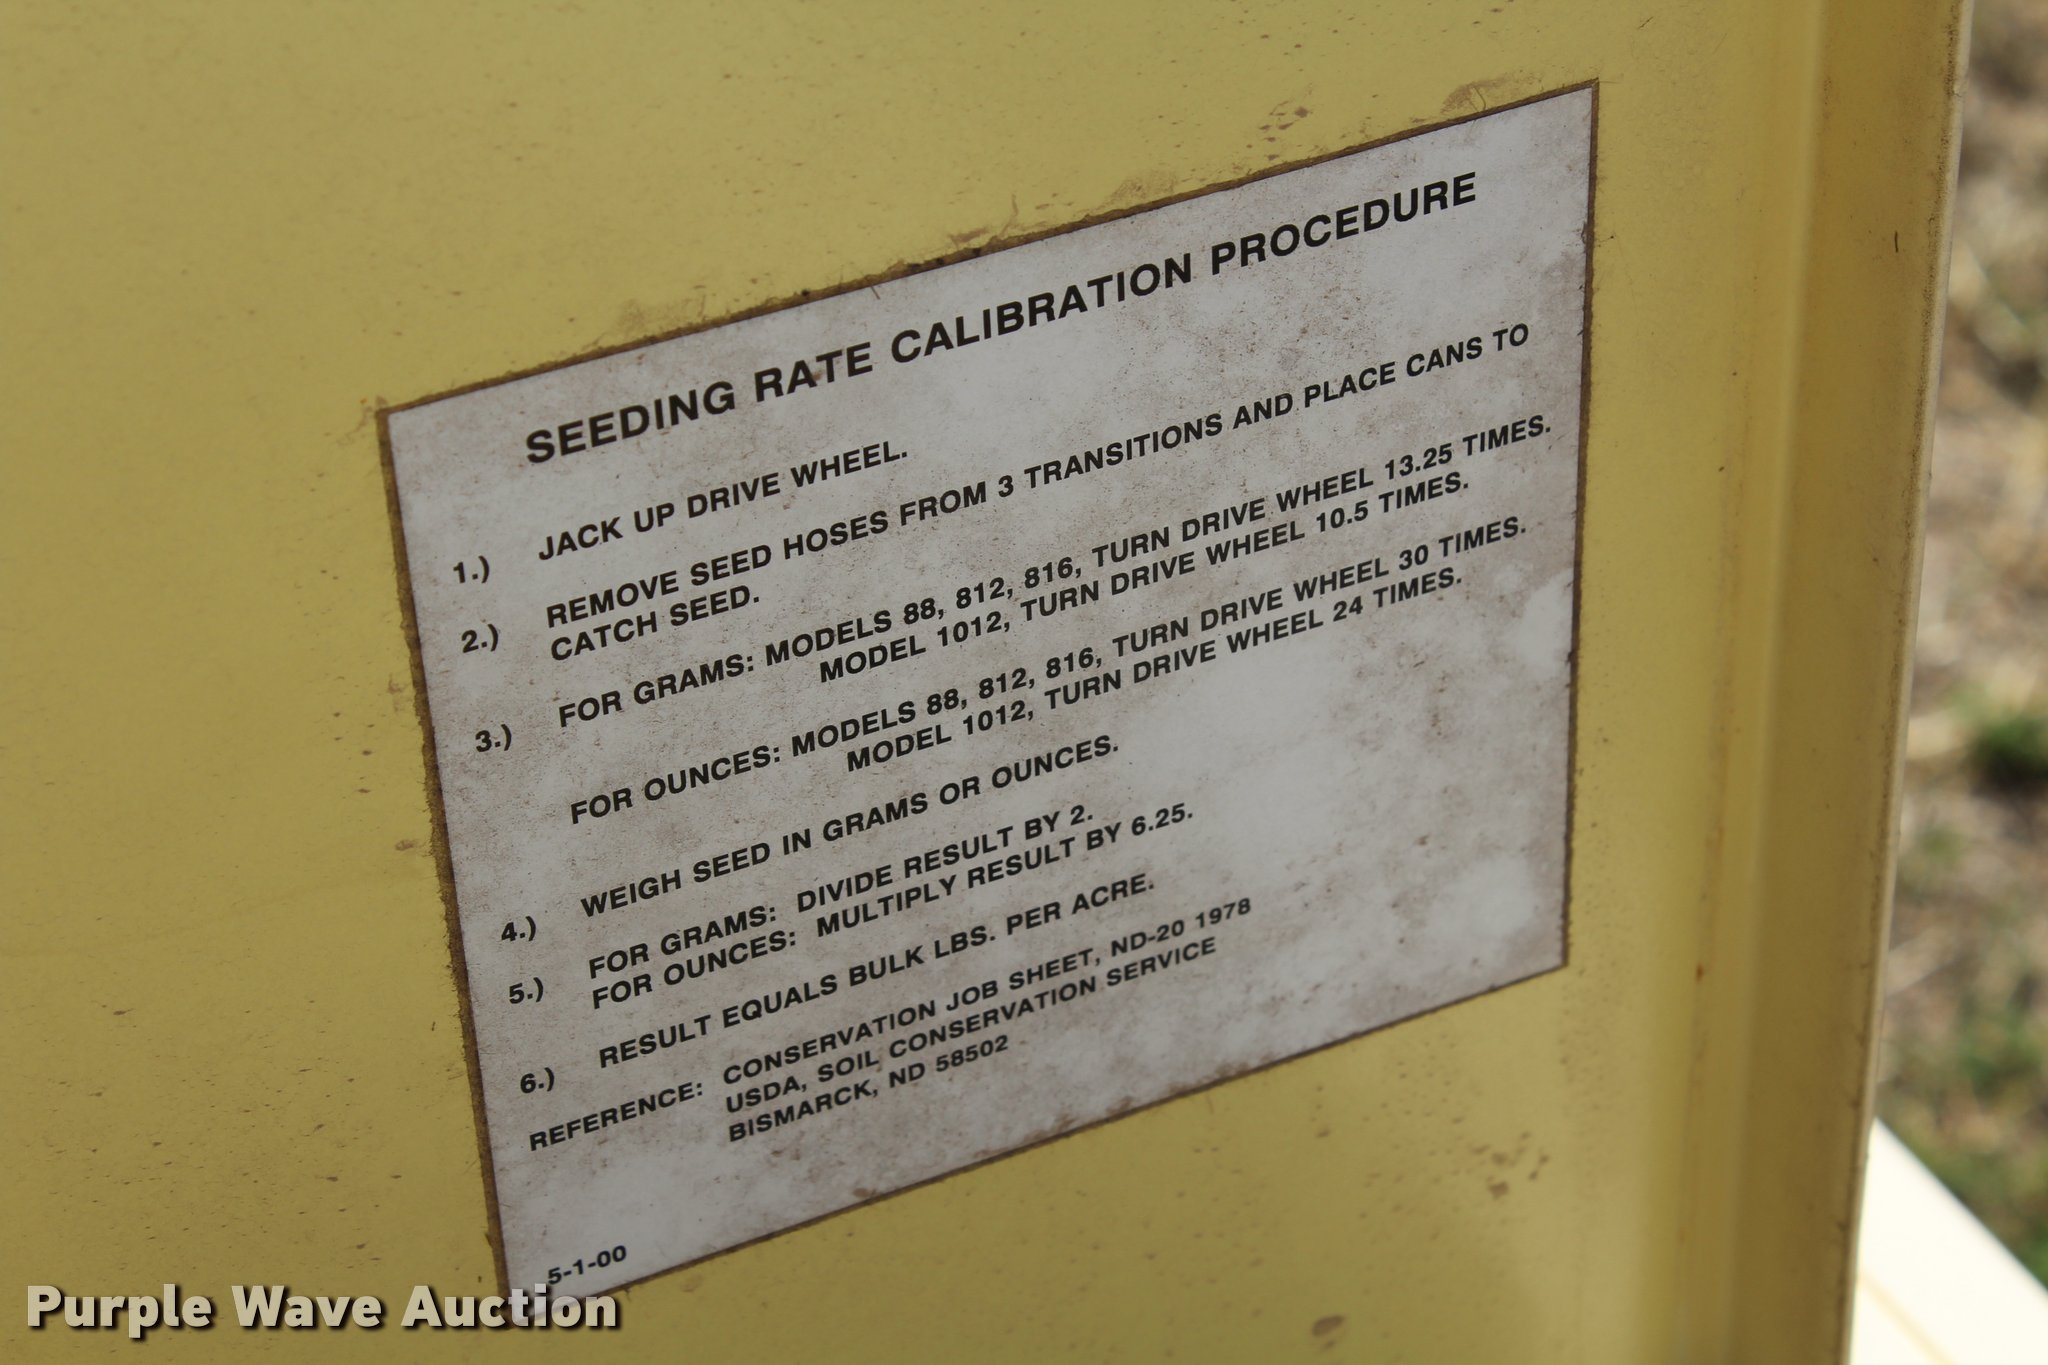 SEEDING RATE CALIBRATION PROCEDURE
1.) JACK UP DRIVE WHEEL.
2.) REMOVE SEED HOSES FROM 3 TRANSITIONS AND PLACE CANS TO
CATCH SEED.
3.) FOR GRAMS: MODELS 88, 812, 816, TURN DRIVE WHEEL 13.25 TIMES.
MODEL 1012, TURN DRIVE WHEEL 10.5 TIMES.
FOR OUNCES: MODELS 88, 812, 816, TURN DRIVE WHEEL 30 TIMES.
MODEL 1012, TURN DRIVE WHEEL 24 TIMES.
4.) WEIGH SEED IN GRAMS OR OUNCES.
5.) FOR GRAMS: DIVIDE RESULT BY 2.
FOR OUNCES: MULTIPLY RESULT BY 6.25.
6.) RESULT EQUALS BULK LBS. PER ACRE.
REFERENCE: CONSERVATION JOB SHEET, ND-20 1978
USDA, SOIL CONSERVATION SERVICE
BISMARCK, ND 58502
5-1-00
Purple Wave Auction